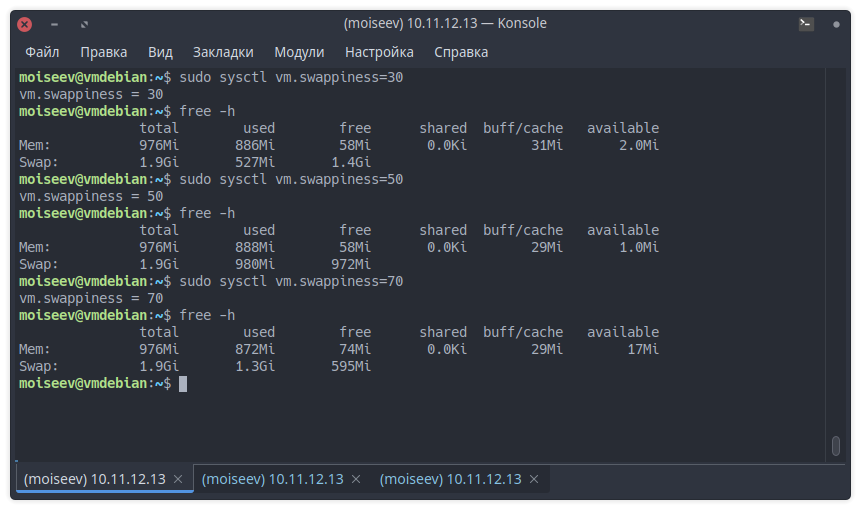 (moiseev) 10.11.12.13 — Konsole
Файл Правка Вид Закладки Модули Настройка Справка
moiseev@vmdebian:~$ sudo sysctl vm.swappiness=30
vm.swappiness = 30
moiseev@vmdebian:~$ free -h
               total        used        free      shared  buff/cache   available
Mem:           976Mi       886Mi        58Mi       0.0Ki        31Mi       2.0Mi
Swap:          1.9Gi       527Mi       1.4Gi
moiseev@vmdebian:~$ sudo sysctl vm.swappiness=50
vm.swappiness = 50
moiseev@vmdebian:~$ free -h
               total        used        free      shared  buff/cache   available
Mem:           976Mi       888Mi        58Mi       0.0Ki        29Mi       1.0Mi
Swap:          1.9Gi       980Mi       972Mi
moiseev@vmdebian:~$ sudo sysctl vm.swappiness=70
vm.swappiness = 70
moiseev@vmdebian:~$ free -h
               total        used        free      shared  buff/cache   available
Mem:           976Mi       872Mi        74Mi       0.0Ki        29Mi        17Mi
Swap:          1.9Gi       1.3Gi       595Mi
moiseev@vmdebian:~$
(moiseev) 10.11.12.13 (moiseev) 10.11.12.13 (moiseev) 10.11.12.13